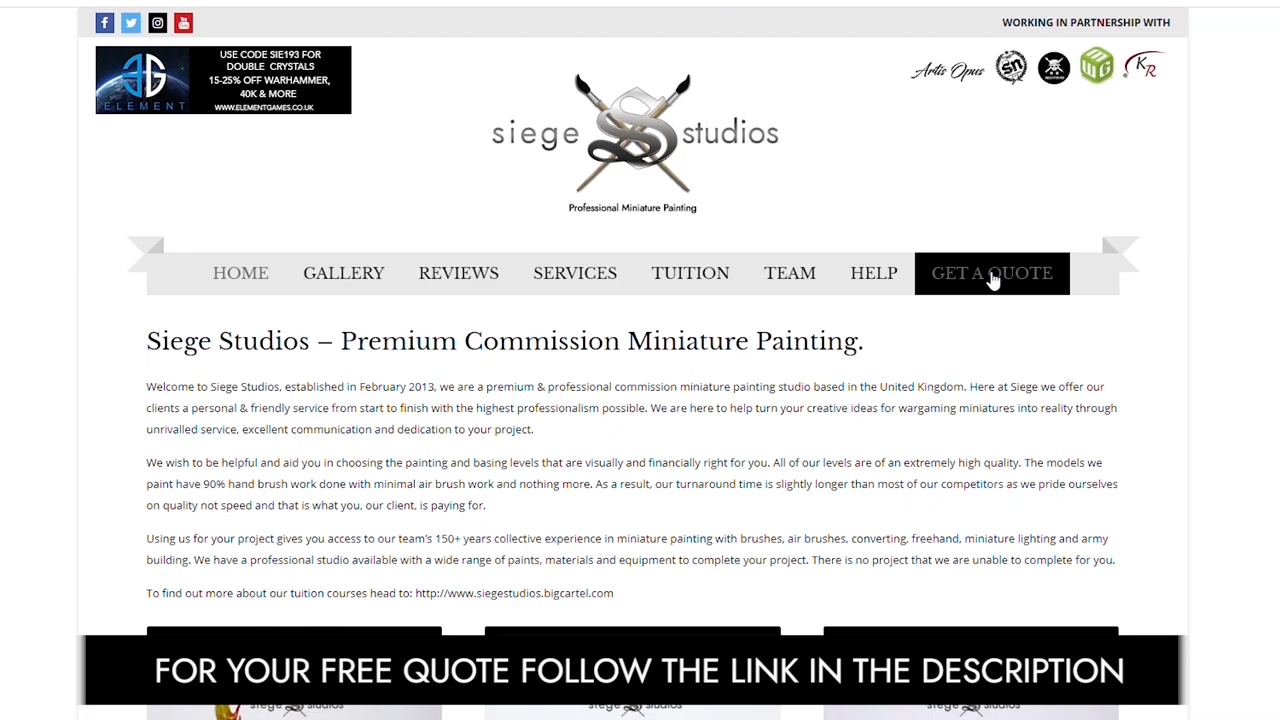 WORKING IN PARTNERSHIP WITH
USE CODE SIE193 FOR
DOUBLE CRYSTALS
15-25% OFF WARHAMMER,
40K & MORE
WWW.ELEMENTGAMES.CO.UK
ELEMENT
Artis Opus
KR
siege studios
Professional Miniature Painting
HOME GALLERY REVIEWS SERVICES TUITION TEAM HELP GET A QUOTE
Siege Studios – Premium Commission Miniature Painting.
Welcome to Siege Studios, established in February 2013, we are a premium & professional commission miniature painting studio based in the United Kingdom. Here at Siege we offer our
clients a personal & friendly service from start to finish with the highest professionalism possible. We are here to help turn your creative ideas for wargaming miniatures into reality through
unrivalled service, excellent communication and dedication to your project.
We wish to be helpful and aid you in choosing the painting and basing levels that are visually and financially right for you. All of our levels are of an extremely high quality. The models we
paint have 90% hand brush work done with minimal air brush work and nothing more. As a result, our turnaround time is slightly longer than most of our competitors as we pride ourselves
on quality not speed and that is what you, our client, is paying for.
Using us for your project gives you access to our team's 150+ years collective experience in miniature painting with brushes, air brushes, converting, freehand, miniature lighting and army
building. We have a professional studio available with a wide range of paints, materials and equipment to complete your project. There is no project that we are unable to complete for you.
To find out more about our tuition courses head to: http://www.siegestudios.bigcartel.com
FOR YOUR FREE QUOTE FOLLOW THE LINK IN THE DESCRIPTION